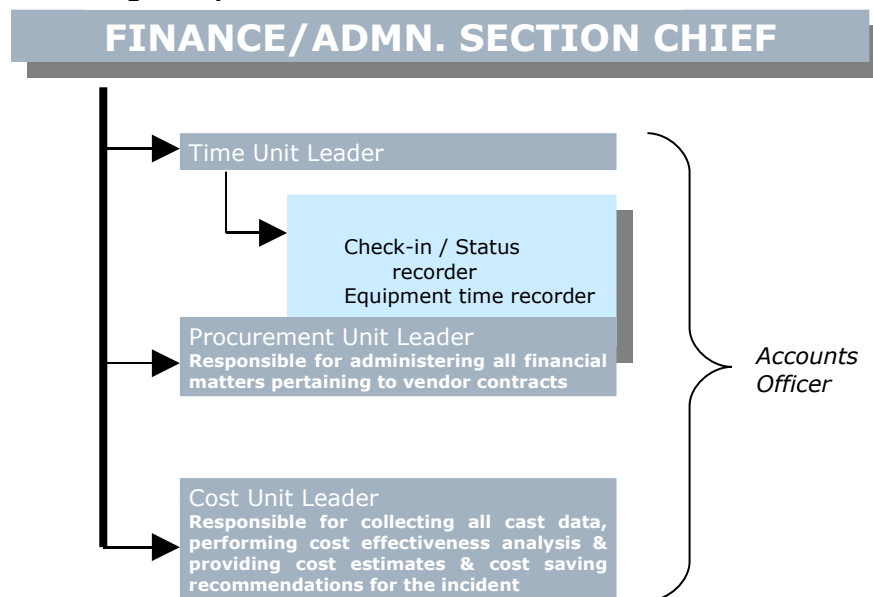 FINANCE/ADMN. SECTION CHIEF
Time Unit Leader
Check-in / Status
recorder
Equipment time recorder
Procurement Unit Leader
Responsible for administering all financial
matters pertaining to vendor contracts
Accounts
Officer
Cost Unit Leader
Responsible for collecting all cast data,
performing cost effectiveness analysis &
providing cost estimates & cost saving
recommendations for the incident